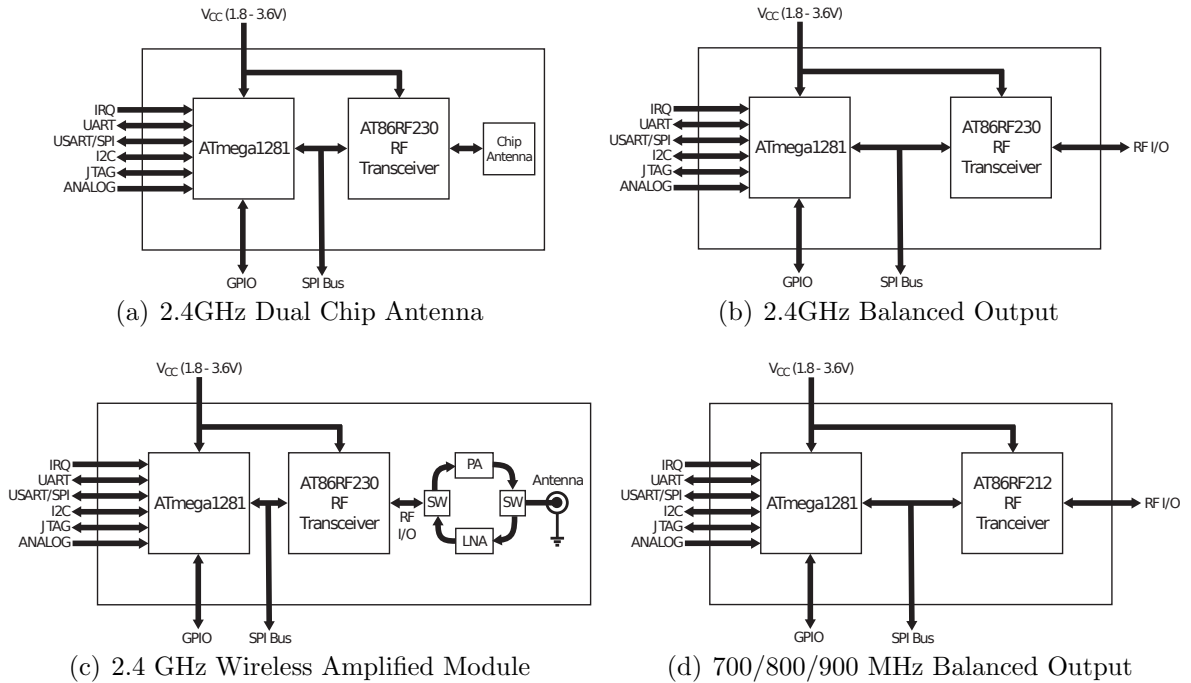 V_CC (1.8 - 3.6V)
IRQ
UART
USART/SPI
I2C
JTAG
ANALOG
ATmega1281
AT86RF230
RF
Transceiver
Chip
Antenna
GPIO
SPI Bus
(a) 2.4GHz Dual Chip Antenna
V_CC (1.8 - 3.6V)
IRQ
UART
USART/SPI
I2C
JTAG
ANALOG
ATmega1281
AT86RF230
RF
Transceiver
RF I/O
GPIO
SPI Bus
(b) 2.4GHz Balanced Output
V_CC (1.8 - 3.6V)
IRQ
UART
USART/SPI
I2C
JTAG
ANALOG
ATmega1281
AT86RF230
RF
Transceiver
RF
I/O
SW
PA
LNA
SW
Antenna
GPIO
SPI Bus
(c) 2.4 GHz Wireless Amplified Module
V_CC (1.8 - 3.6V)
IRQ
UART
USART/SPI
I2C
JTAG
ANALOG
ATmega1281
AT86RF212
RF
Tranceiver
RF I/O
GPIO
SPI Bus
(d) 700/800/900 MHz Balanced Output